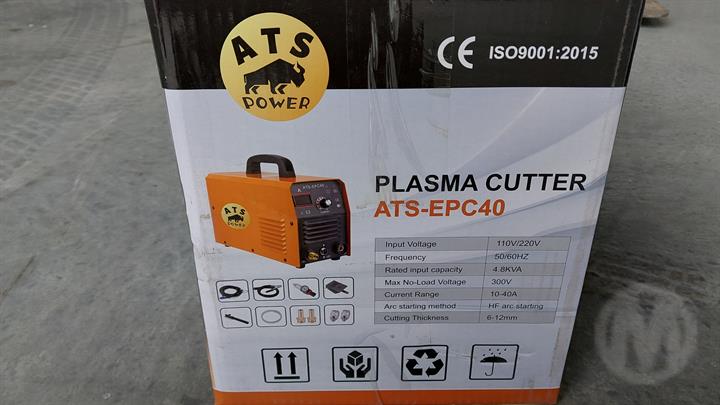 ATS
POWER
CE ISO9001:2015
ATS-EPC40
A
ATS
POWER
PLASMA CUTTER
ATS-EPC40
Input Voltage 110V/220V
Frequency 50/60HZ
Rated input capacity 4.8KVA
Max No-Load Voltage 300V
Current Range 10-40A
Arc starting method HF arc starting
Cutting Thickness 6-12mm
M